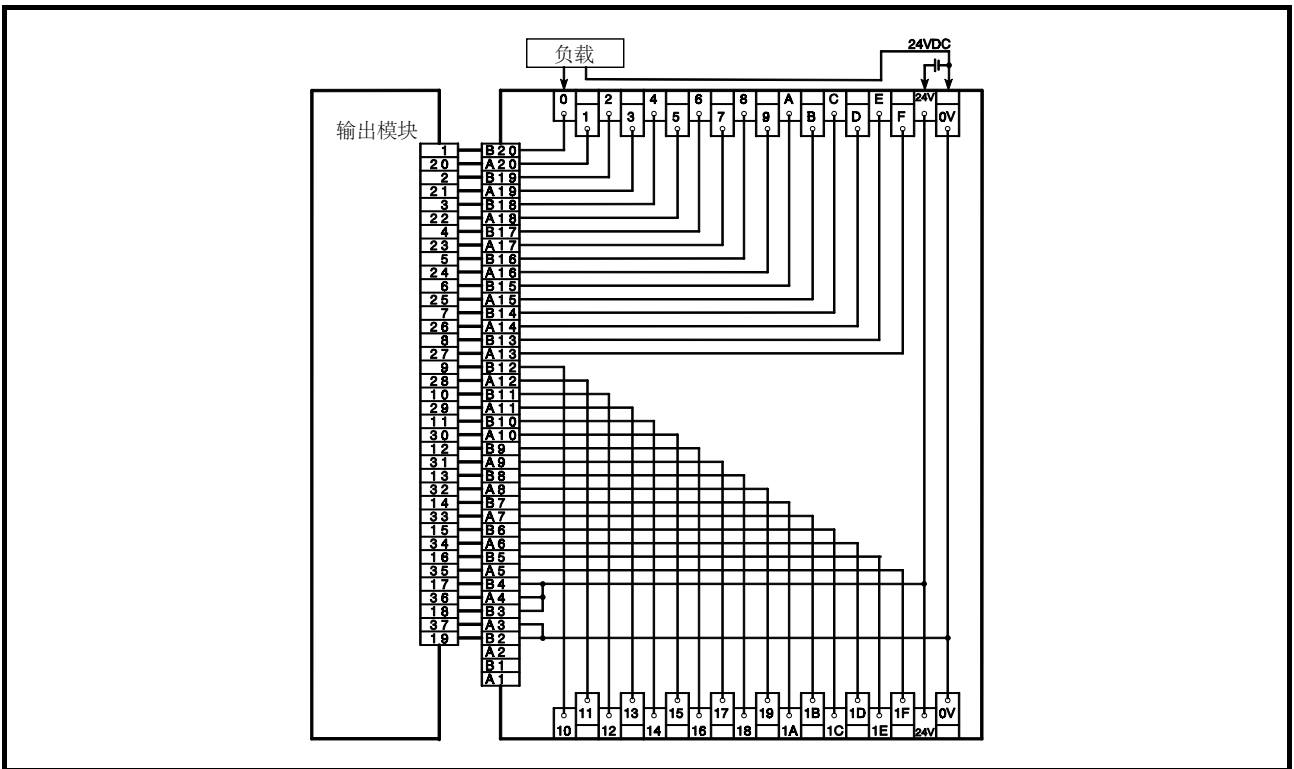 24VDC
负载
0 2 4 6 8 A C E 24V
1 3 5 7 9 B D F 0V
输出模块
1 B20
20 A20
2 B19
21 A19
3 B18
22 A18
4 B17
23 A17
5 B16
24 A16
6 B15
25 A15
7 B14
26 A14
8 B13
27 A13
9 B12
28 A12
10 B11
29 A11
11 B10
30 A10
12 B9
31 A9
13 B8
32 A8
14 B7
33 A7
15 B6
34 A6
16 B5
35 A5
17 B4
36 A4
18 B3
37 A3
19 B2
A2
B1
A1
11 13 15 17 19 1B 1D 1F 0V
10 12 14 16 18 1A 1C 1E 24V